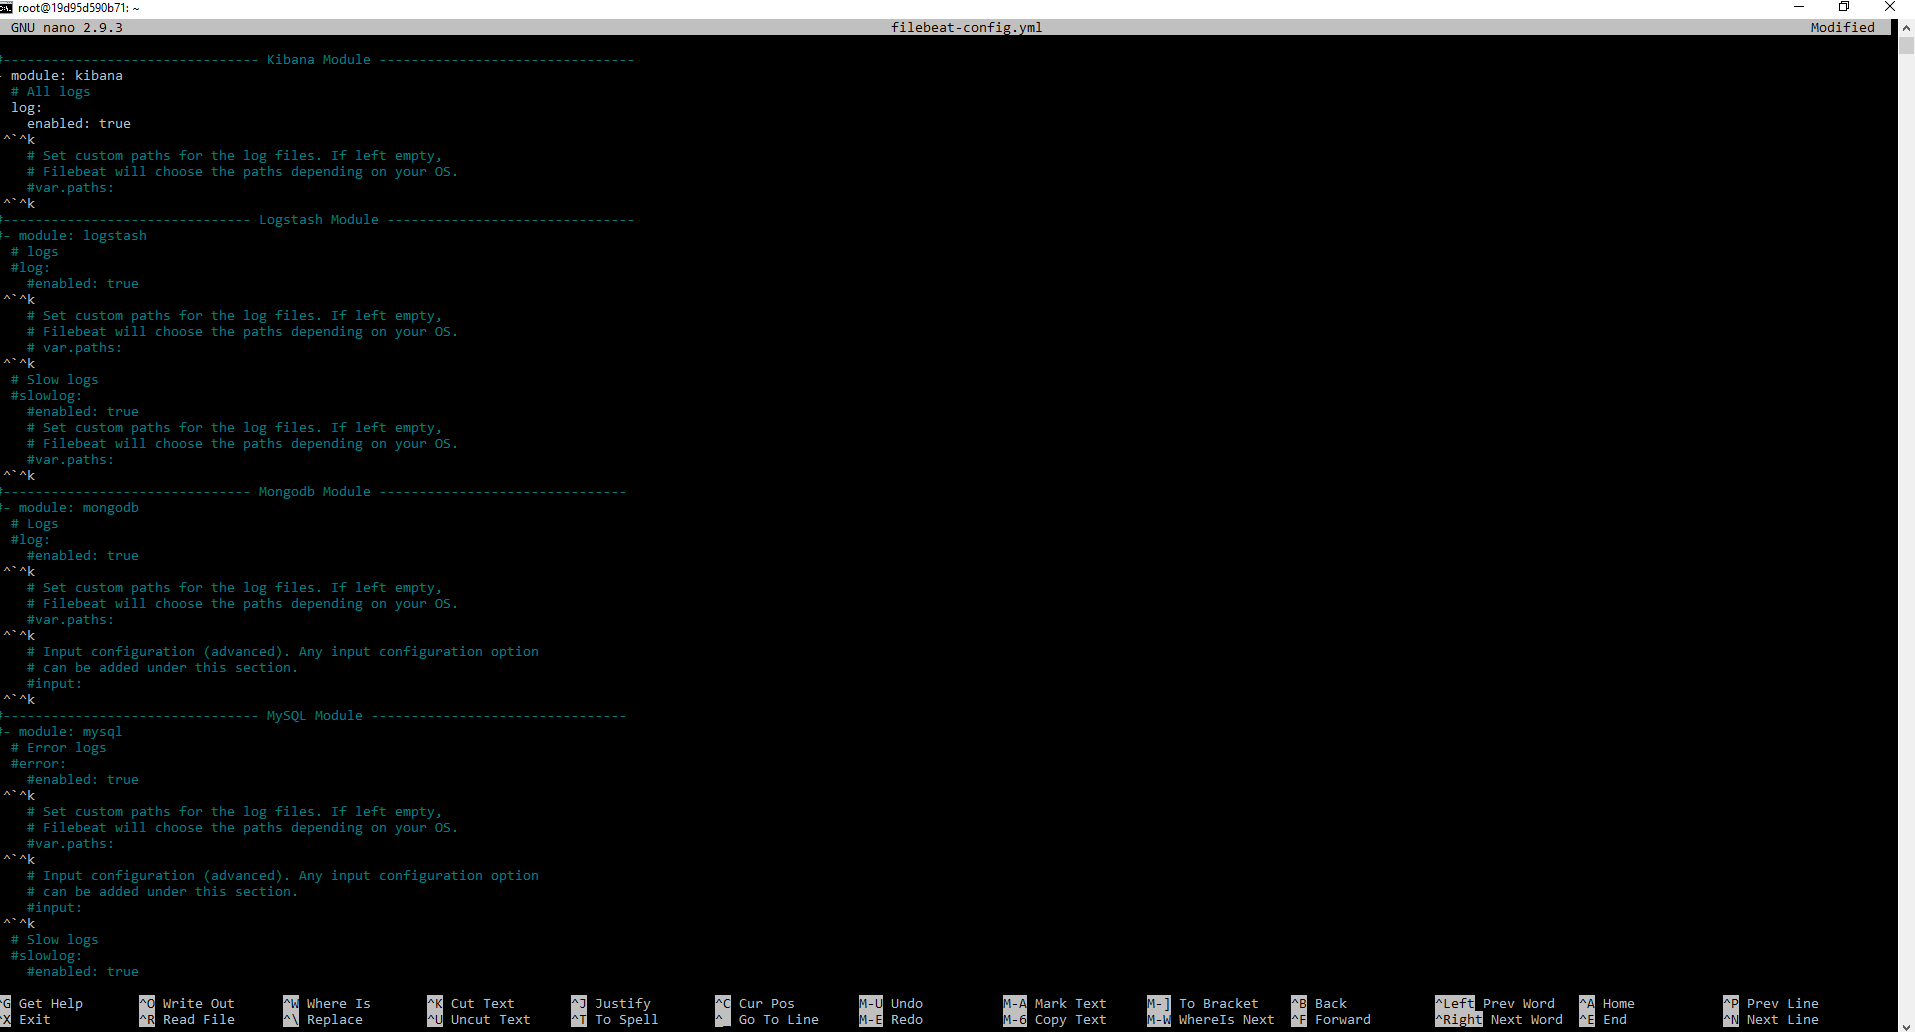 root@19d95d590b71: ~
GNU nano 2.9.3 filebeat-config.yml Modified
#-------------------------------- Kibana Module --------------------------------
- module: kibana
# All logs
log:
enabled: true
^`^k
# Set custom paths for the log files. If left empty,
# Filebeat will choose the paths depending on your OS.
#var.paths:
^`^k
#------------------------------- Logstash Module -------------------------------
#- module: logstash
# logs
#log:
#enabled: true
^`^k
# Set custom paths for the log files. If left empty,
# Filebeat will choose the paths depending on your OS.
# var.paths:
^`^k
# Slow logs
#slowlog:
#enabled: true
# Set custom paths for the log files. If left empty,
# Filebeat will choose the paths depending on your OS.
#var.paths:
^`^k
#------------------------------- Mongodb Module -------------------------------
#- module: mongodb
# Logs
#log:
#enabled: true
^`^k
# Set custom paths for the log files. If left empty,
# Filebeat will choose the paths depending on your OS.
#var.paths:
^`^k
# Input configuration (advanced). Any input configuration option
# can be added under this section.
#input:
^`^k
#-------------------------------- MySQL Module --------------------------------
#- module: mysql
# Error logs
#error:
#enabled: true
^`^k
# Set custom paths for the log files. If left empty,
# Filebeat will choose the paths depending on your OS.
#var.paths:
^`^k
# Input configuration (advanced). Any input configuration option
# can be added under this section.
#input:
^`^k
# Slow logs
#slowlog:
#enabled: true
^G Get Help ^O Write Out ^W Where Is ^K Cut Text ^J Justify ^C Cur Pos M-U Undo M-A Mark Text M-] To Bracket ^B Back ^Left Prev Word ^A Home ^P Prev Line
^X Exit ^R Read File ^\ Replace ^U Uncut Text ^T To Spell ^_ Go To Line M-E Redo M-6 Copy Text M-W WhereIs Next ^F Forward ^Right Next Word ^E End ^N Next Line